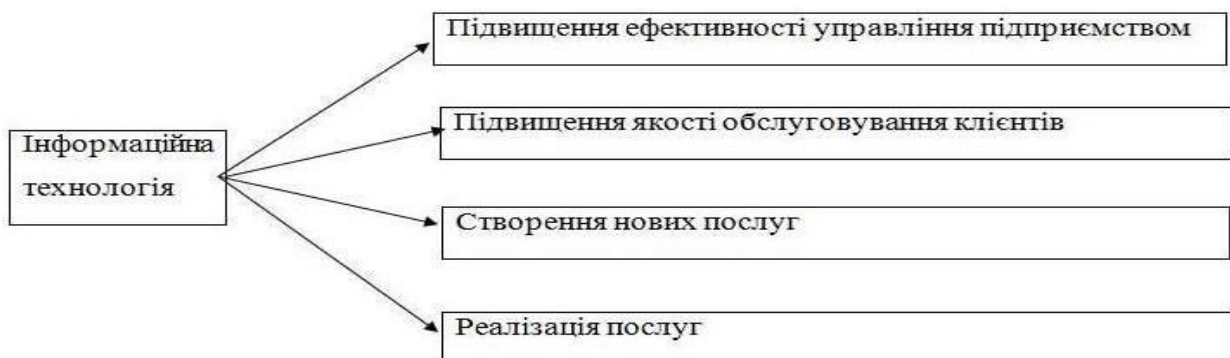 Підвищення ефективності управління підприємством
Підвищення якості обслуговування клієнтів
Інформаційна
технологія
Створення нових послуг
Реалізація послуг